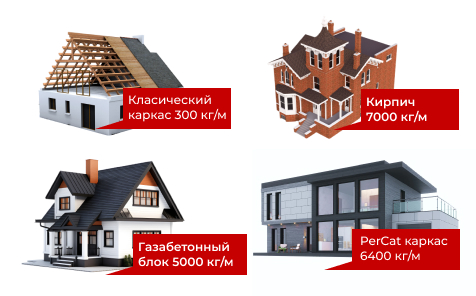 Класический
каркас 300 кг/м
Кирпич
7000 кг/м
Газабетонный
блок 5000 кг/м
PerCat каркас
6400 кг/м